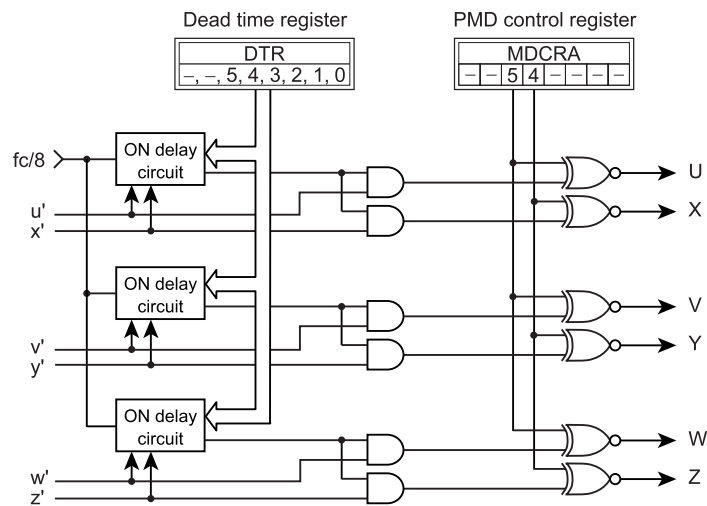 Dead time register
PMD control register
DTR
–, –, 5, 4, 3, 2, 1, 0
MDCRA
– – 5 4 – – – –
fc/8
ON delay
circuit
U
u'
X
x'
ON delay
circuit
V
v'
Y
y'
ON delay
circuit
W
w'
Z
z'